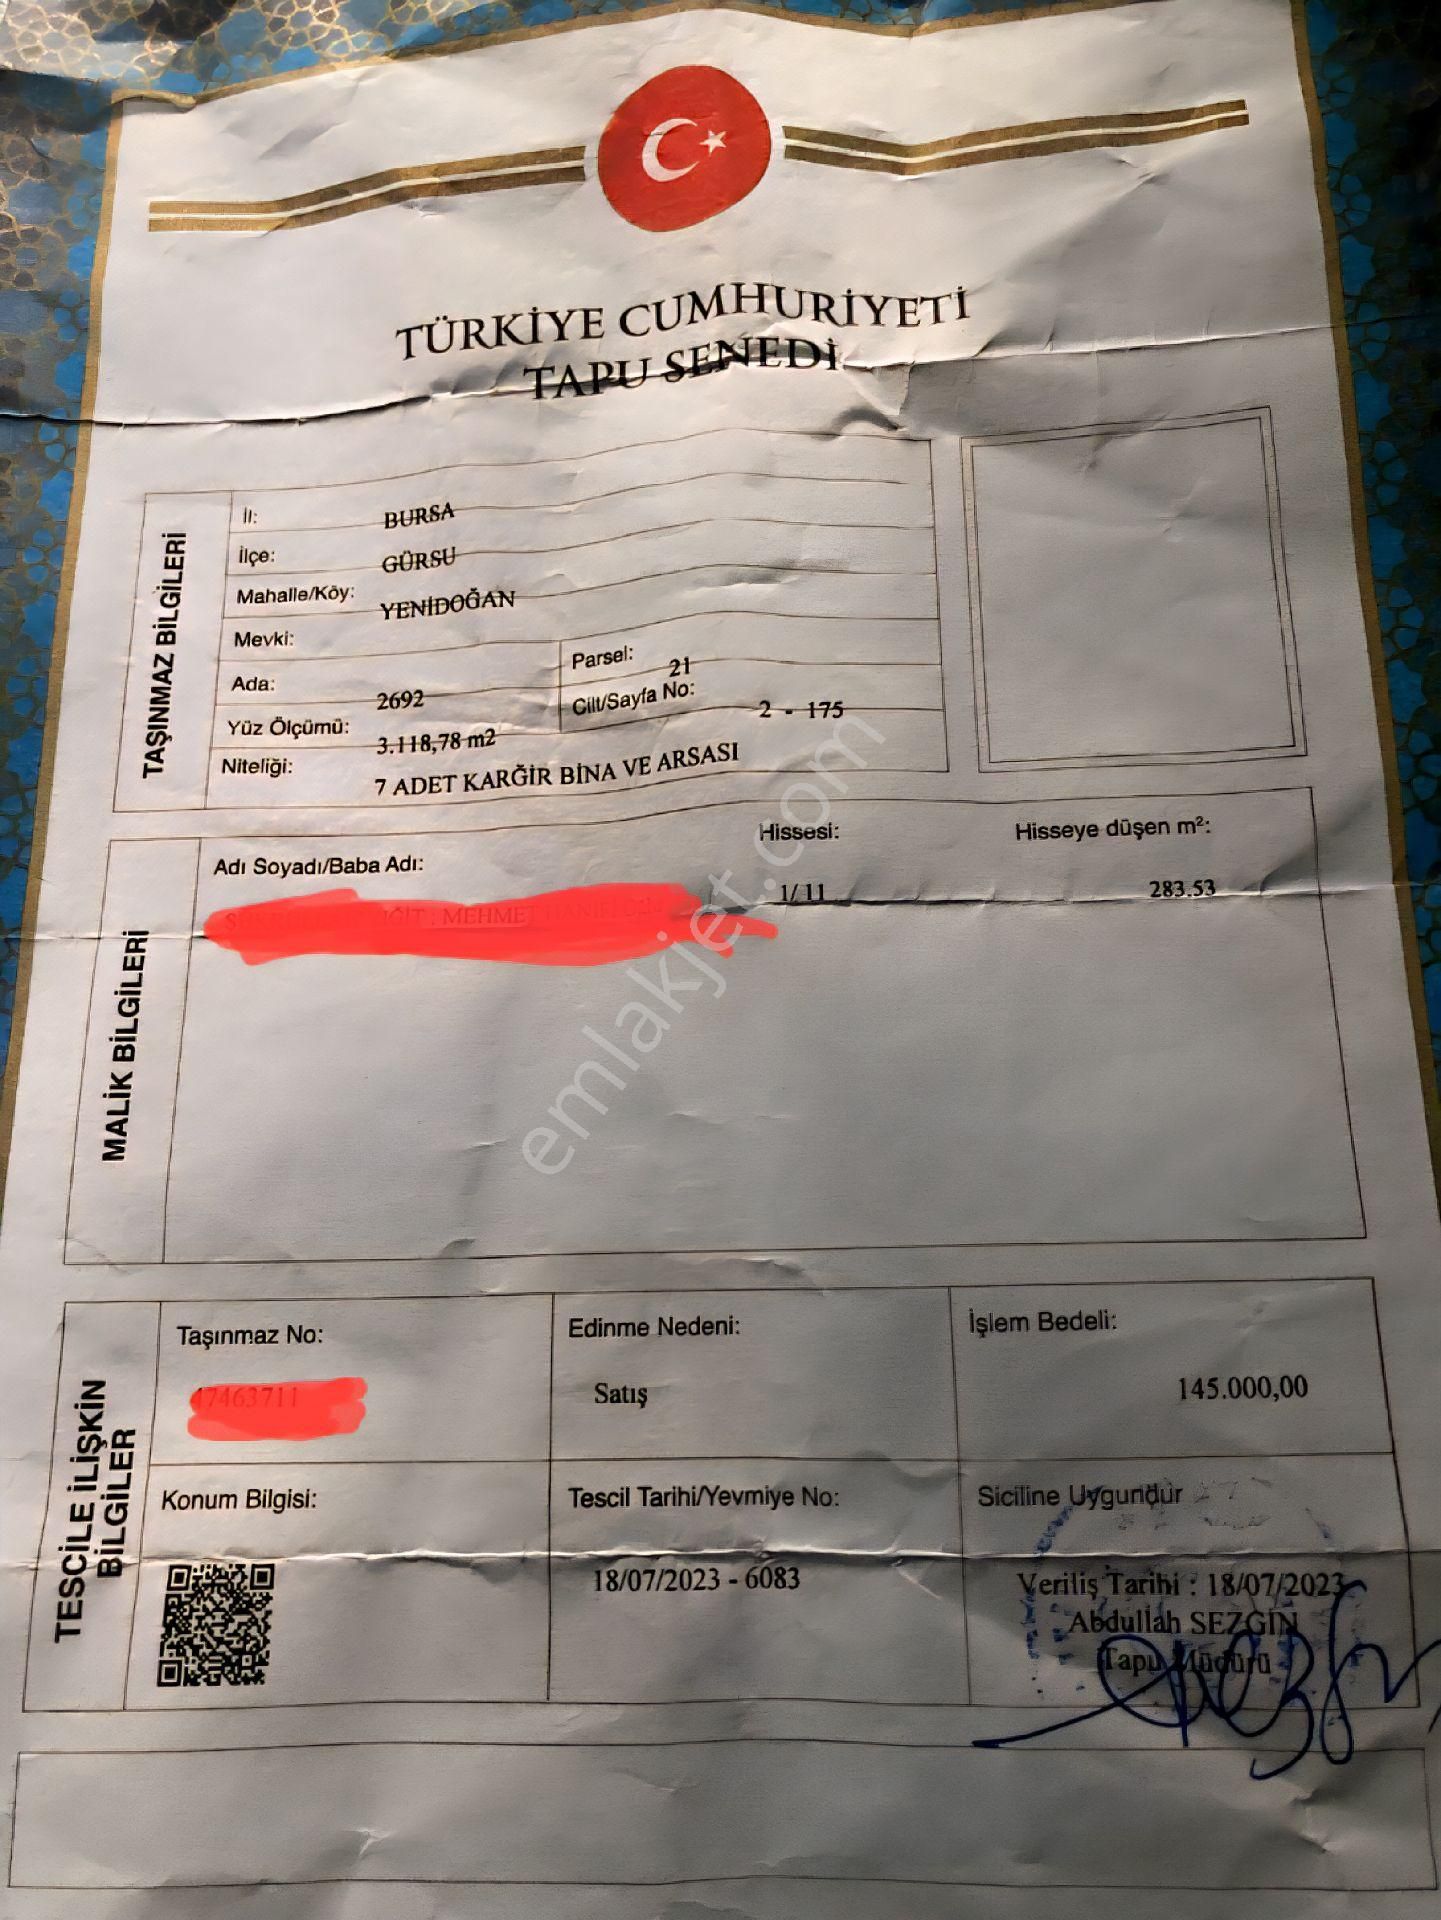 TÜRKİYE CUMHURİYETİ
TAPU SENEDİ
TAŞINMAZ BİLGİLERİ
İl: BURSA
İlçe: GÜRSU
Mahalle/Köy: YENİDOĞAN
Mevki:
Ada: 2692 Parsel: 21
Yüz Ölçümü: 3.118,78 m2 Cilt/Sayfa No: 2 - 175
Niteliği: 7 ADET KARĞİR BİNA VE ARSASI
MALİK BİLGİLERİ
Adı Soyadı/Baba Adı: Hissesi: Hisseye düşen m²:
1/11 283.53
emlakjet.com
TESCİLE İLİŞKİN BİLGİLER
Taşınmaz No: Edinme Nedeni: İşlem Bedeli:
Satış 145.000,00
Konum Bilgisi: Tescil Tarihi/Yevmiye No: Siciline Uygundur
18/07/2023 - 6083 Veriliş Tarihi : 18/07/2023
Abdullah SEZGİN
Tapu Müdürü